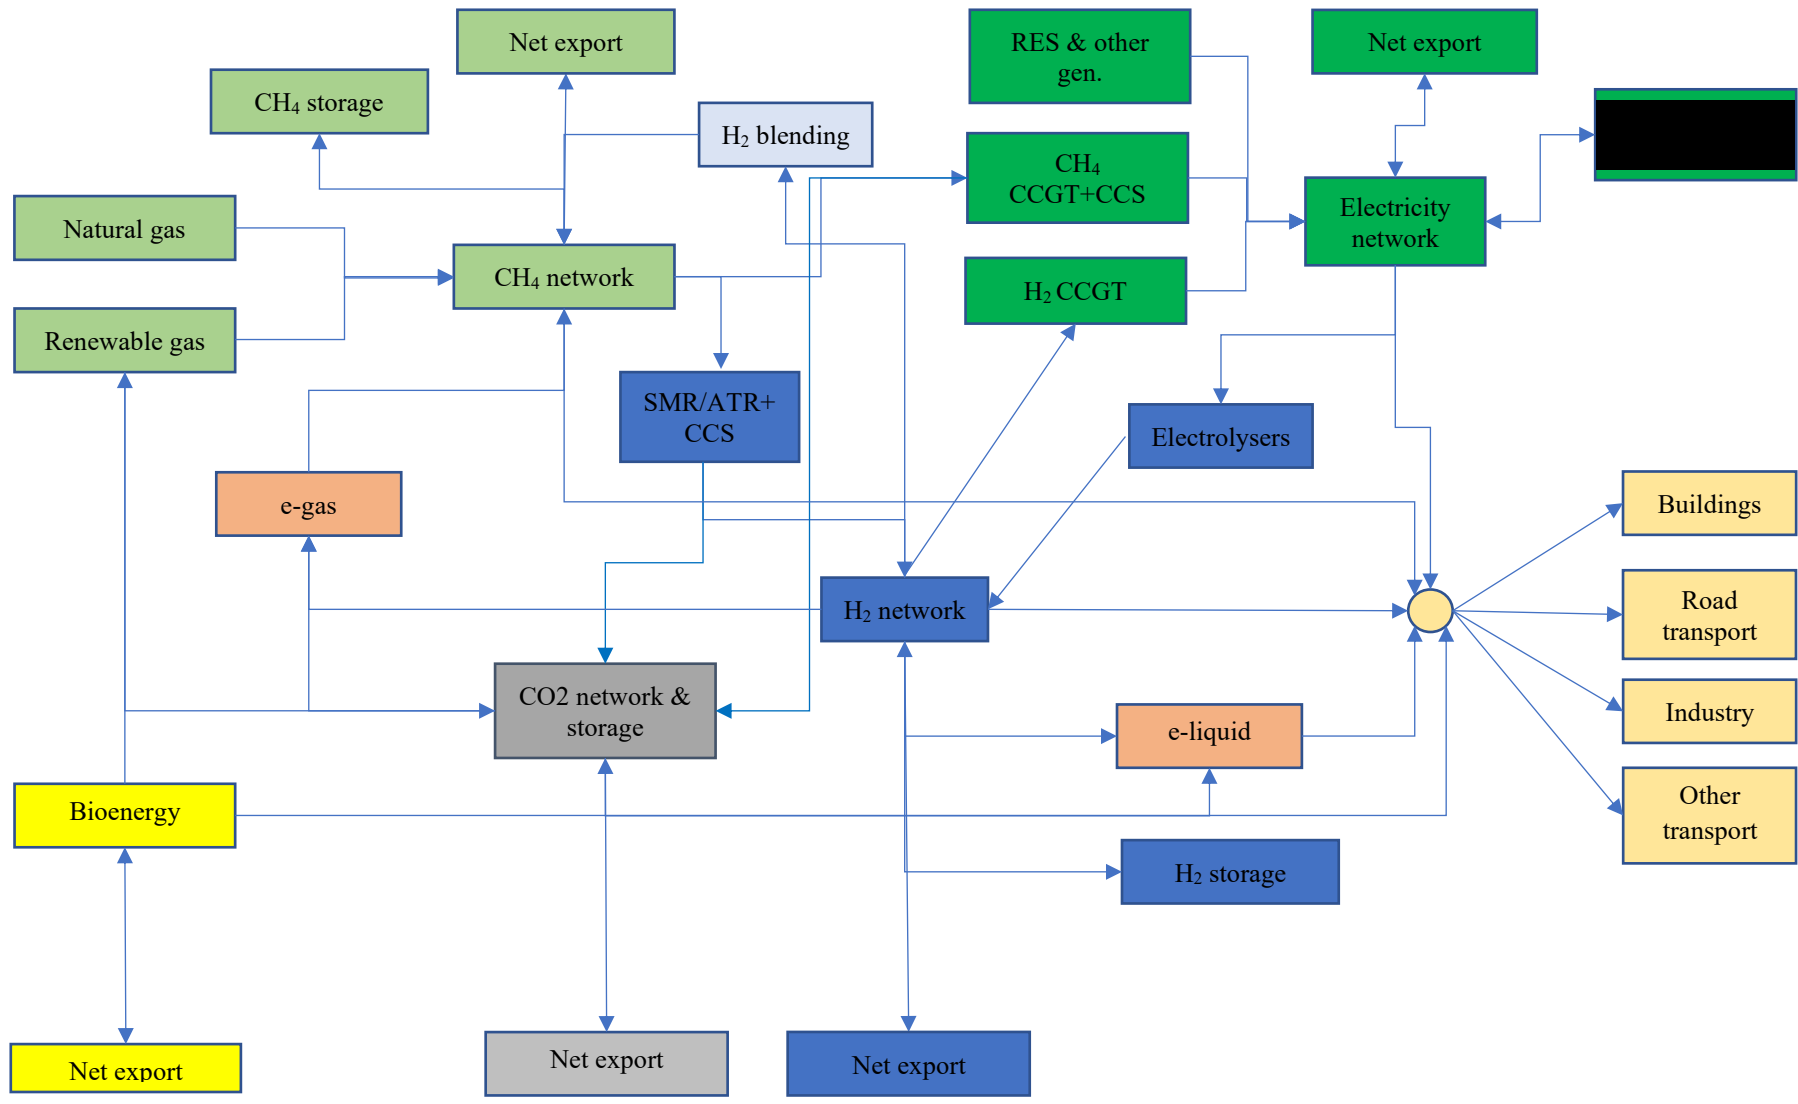 Net export
RES & other
gen.
Net export
CH₄ storage
H₂ blending
CH₄
CCGT+CCS
Natural gas
Electricity
network
CH₄ network
H₂ CCGT
Renewable gas
SMR/ATR+
CCS
Electrolysers
e-gas
Buildings
H₂ network
Road
transport
CO2 network &
storage
e-liquid
Industry
Bioenergy
Other
transport
H₂ storage
Net export
Net export
Net export